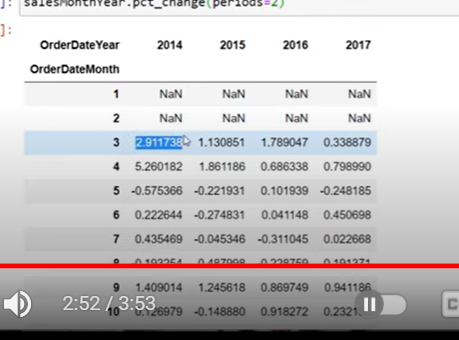 ]: salesMonthYear.pct_change(periods=2)
]:
OrderDateYear 2014 2015 2016 2017
OrderDateMonth
1 NaN NaN NaN NaN
2 NaN NaN NaN NaN
3 2.911738 1.130851 1.789047 0.338879
4 5.260182 1.861186 0.686338 0.798990
5 -0.575366 -0.221931 0.101939 -0.248185
6 0.222644 -0.274831 0.041148 0.450698
7 0.435469 -0.045346 -0.311045 0.022668
9 1.409014 1.245618 0.869749 0.941186
2:52 / 3:53
10 -0.148880 0.918272